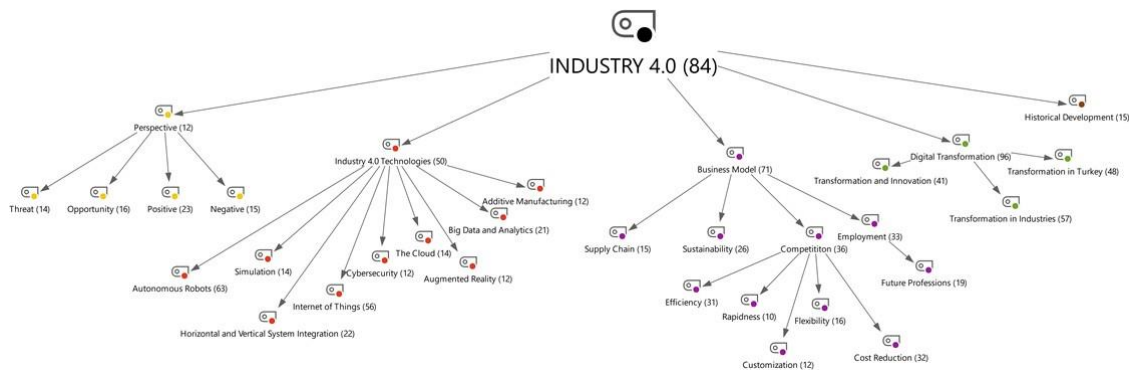 INDUSTRY 4.0 (84)
Historical Development (15)
Perspective (12)
Industry 4.0 Technologies (50)
Business Model (71)
Digital Transformation (96)
Transformation and Innovation (41)
Transformation in Turkey (48)
Transformation in Industries (57)
Threat (14)
Opportunity (16)
Positive (23)
Negative (15)
Additive Manufacturing (12)
Big Data and Analytics (21)
The Cloud (14)
Augmented Reality (12)
Cybersecurity (12)
Simulation (14)
Autonomous Robots (63)
Internet of Things (56)
Horizontal and Vertical System Integration (22)
Supply Chain (15)
Sustainability (26)
Competititon (36)
Employment (33)
Future Professions (19)
Efficiency (31)
Rapidness (10)
Flexibility (16)
Customization (12)
Cost Reduction (32)